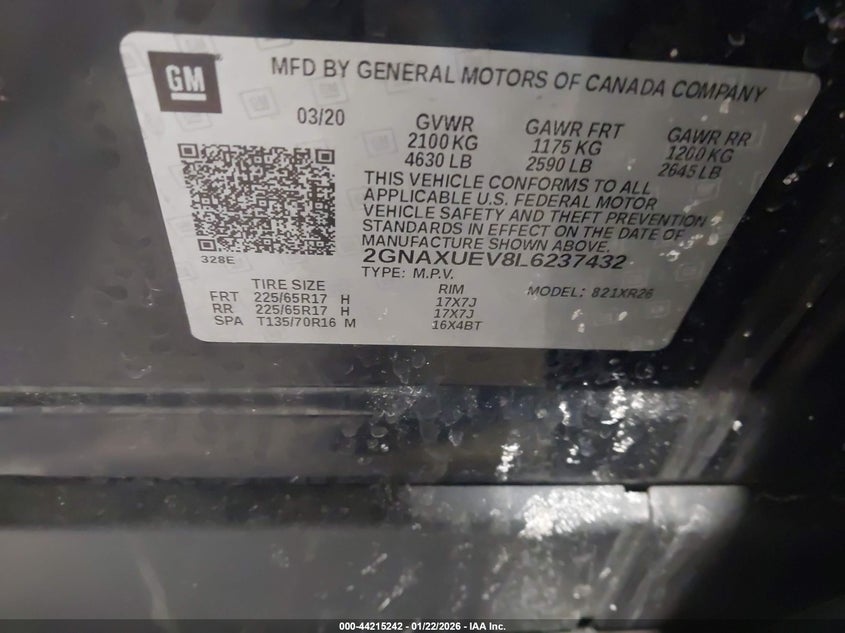 GM
MFD BY GENERAL MOTORS OF CANADA COMPANY
03/20 GVWR GAWR FRT GAWR RR
2100 KG 1175 KG 1200 KG
4630 LB 2590 LB 2645 LB
THIS VEHICLE CONFORMS TO ALL
APPLICABLE U.S. FEDERAL MOTOR
VEHICLE SAFETY AND THEFT PREVENTION
STANDARDS IN EFFECT ON THE DATE OF
MANUFACTURE SHOWN ABOVE.
328E 2GNAXUEV8L6237432
TYPE: M.P.V.
TIRE SIZE RIM MODEL: 821XR26
FRT 225/65R17 H 17X7J
RR 225/65R17 H 17X7J
SPA T135/70R16 M 16X4BT
000-44215242 - 01/22/2026 - IAA Inc.